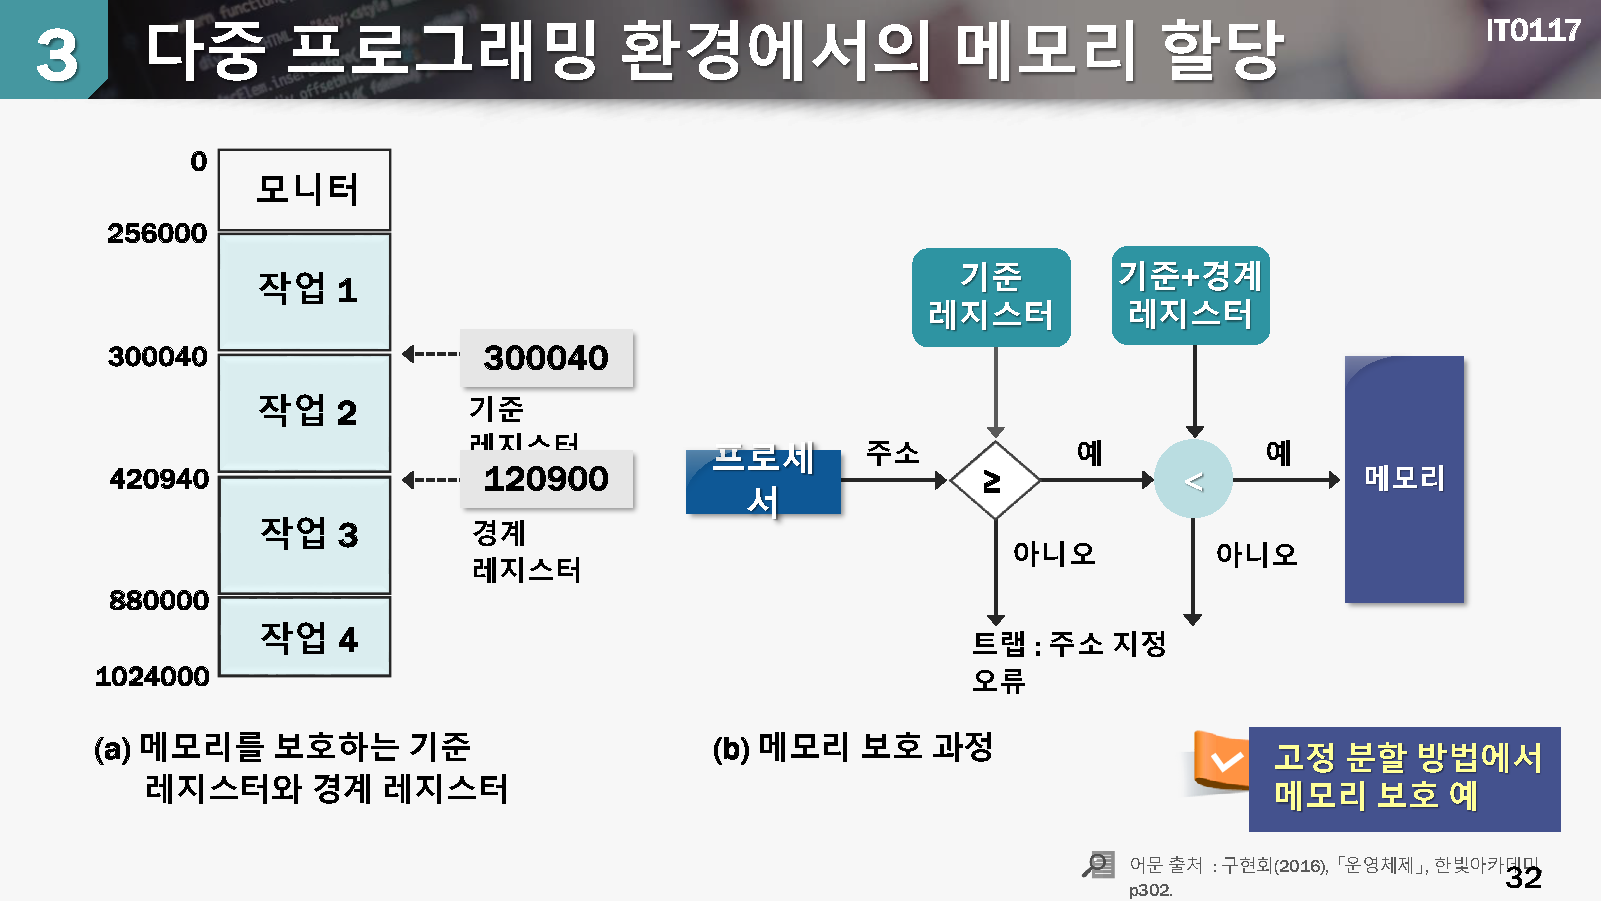 3
다중 프로그래밍 환경에서의 메모리 할당
IT0117
0
모니터
256000
작업 1
300040
작업 2
420940
작업 3
880000
작업 4
1024000
300040
기준
레지스터
120900
경계
레지스터
(a) 메모리를 보호하는 기준
레지스터와 경계 레지스터
기준
레지스터
기준+경계
레지스터
프로세
서
주소
≥
예
<
예
메모리
아니오
아니오
트랩 : 주소 지정
오류
(b) 메모리 보호 과정
고정 분할 방법에서
메모리 보호 예
어문 출처 : 구현회(2016), 「운영체제」, 한빛아카데미
p302.
32